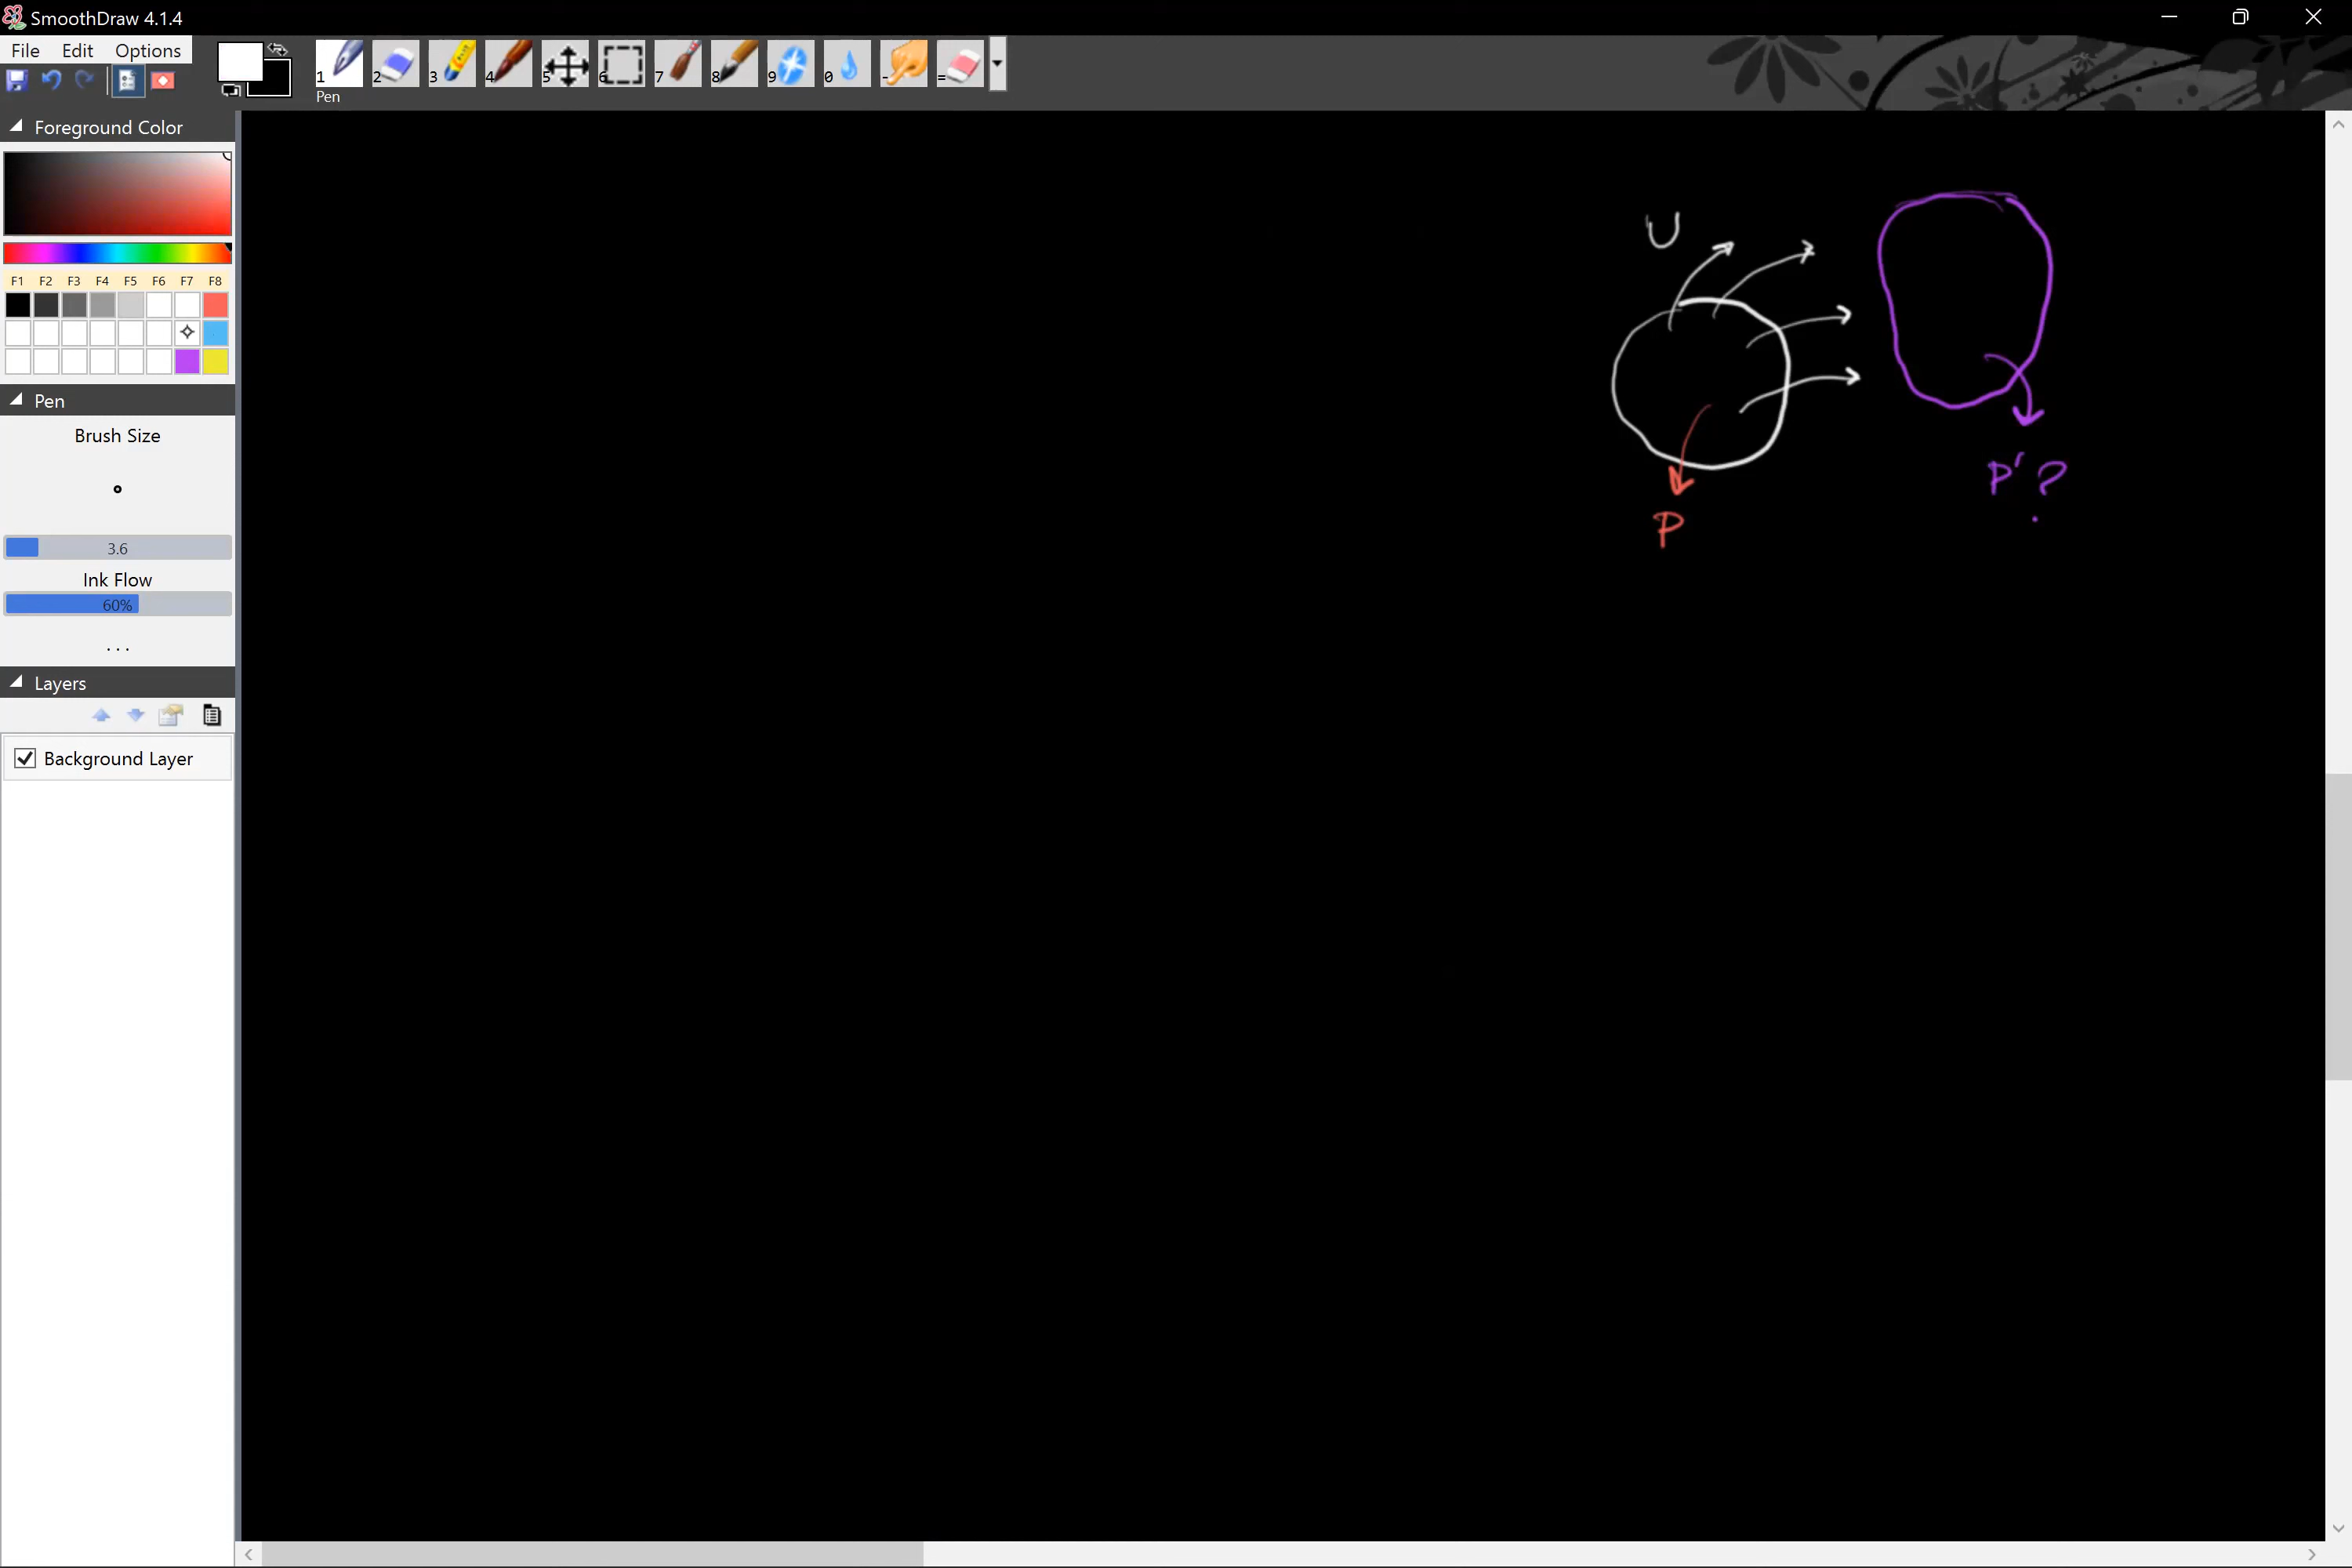 SmoothDraw 4.1.4
File Edit Options
1 2 3 4 5 6 7 8 9 0 - =
Pen
Foreground Color
F1 F2 F3 F4 F5 F6 F7 F8
Pen
Brush Size
3.6
Ink Flow
60%
...
Layers
Background Layer
U
P
P'?